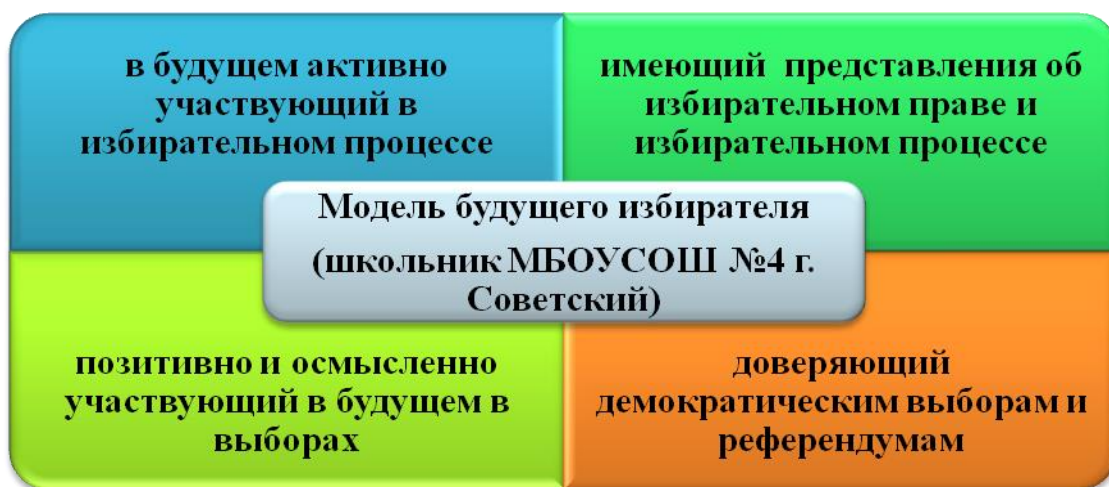 в будущем активно
участвующий в
избирательном процессе
имеющий представления об
избирательном праве и
избирательном процессе
Модель будущего избирателя
(школьник МБОУСОШ №4 г.
Советский)
позитивно и осмысленно
участвующий в будущем в
выборах
доверяющий
демократическим выборам и
референдумам